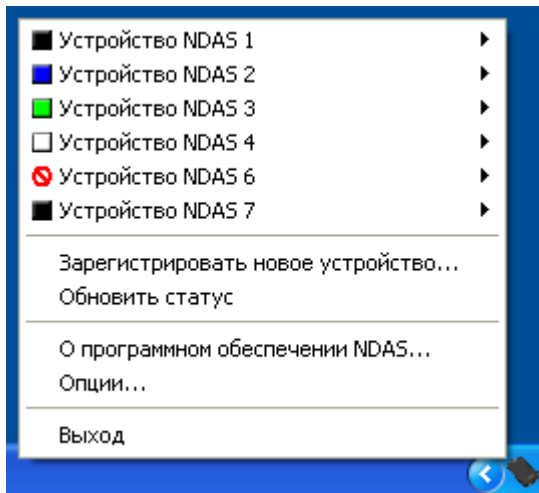 Устройство NDAS 1
Устройство NDAS 2
Устройство NDAS 3
Устройство NDAS 4
Устройство NDAS 6
Устройство NDAS 7
Зарегистрировать новое устройство...
Обновить статус
О программном обеспечении NDAS...
Опции...
Выход